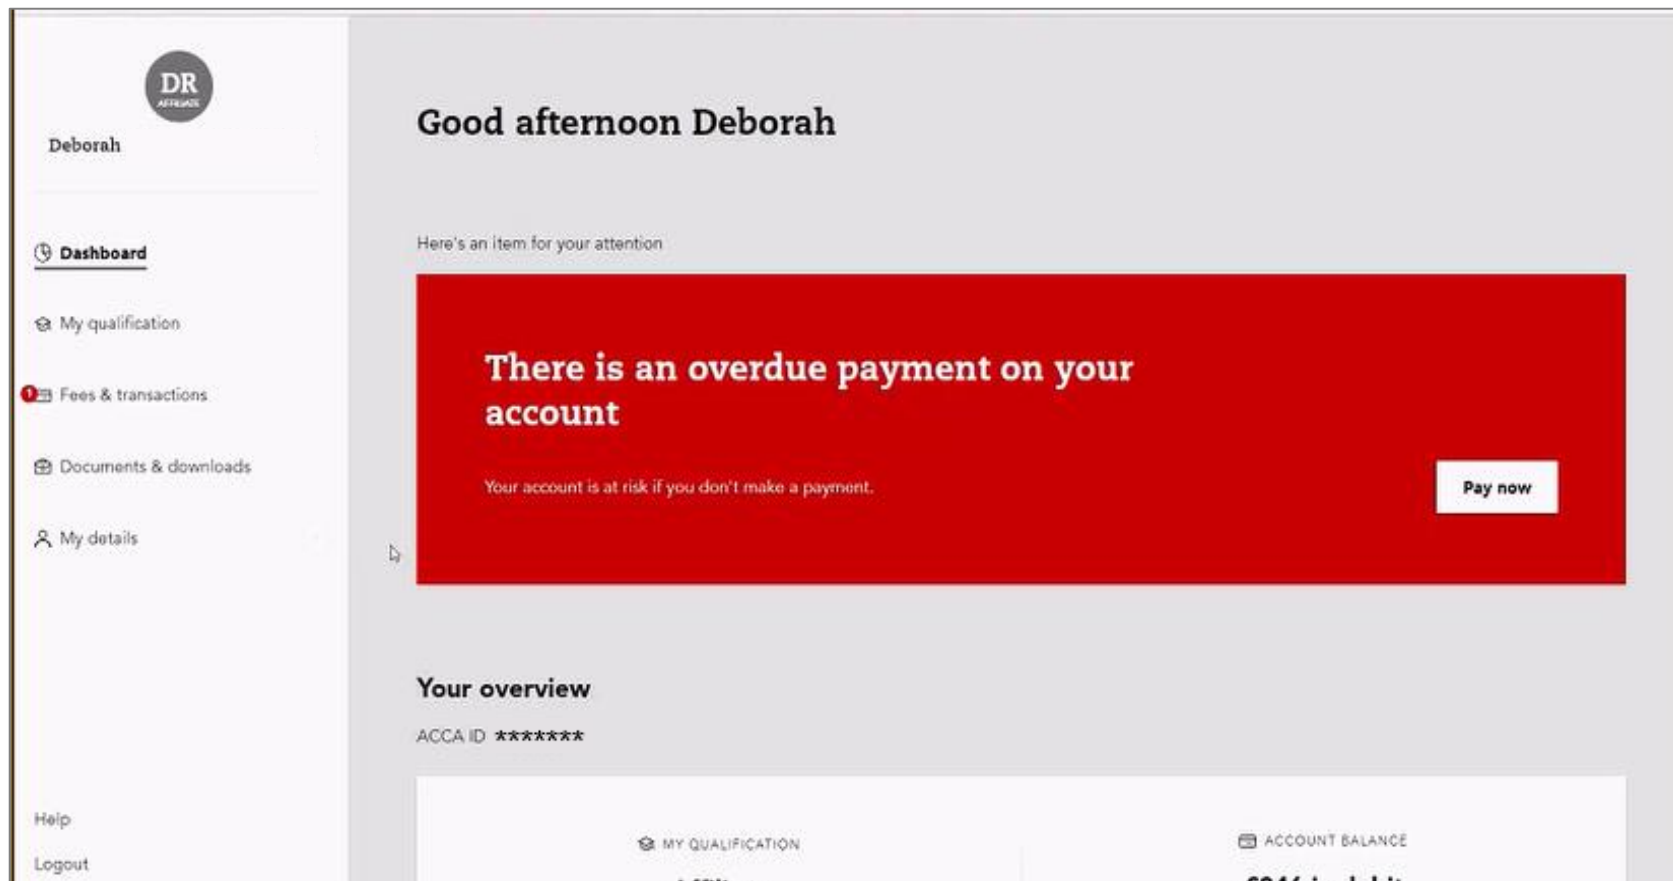 DR
AFFILIATE
Deborah
Dashboard
My qualification
1
Fees & transactions
Documents & downloads
My details
Help
Logout
Good afternoon Deborah
Here's an item for your attention
There is an overdue payment on your
account
Your account is at risk if you don't make a payment.
Pay now
Your overview
ACCA ID *******
MY QUALIFICATION
ACCOUNT BALANCE